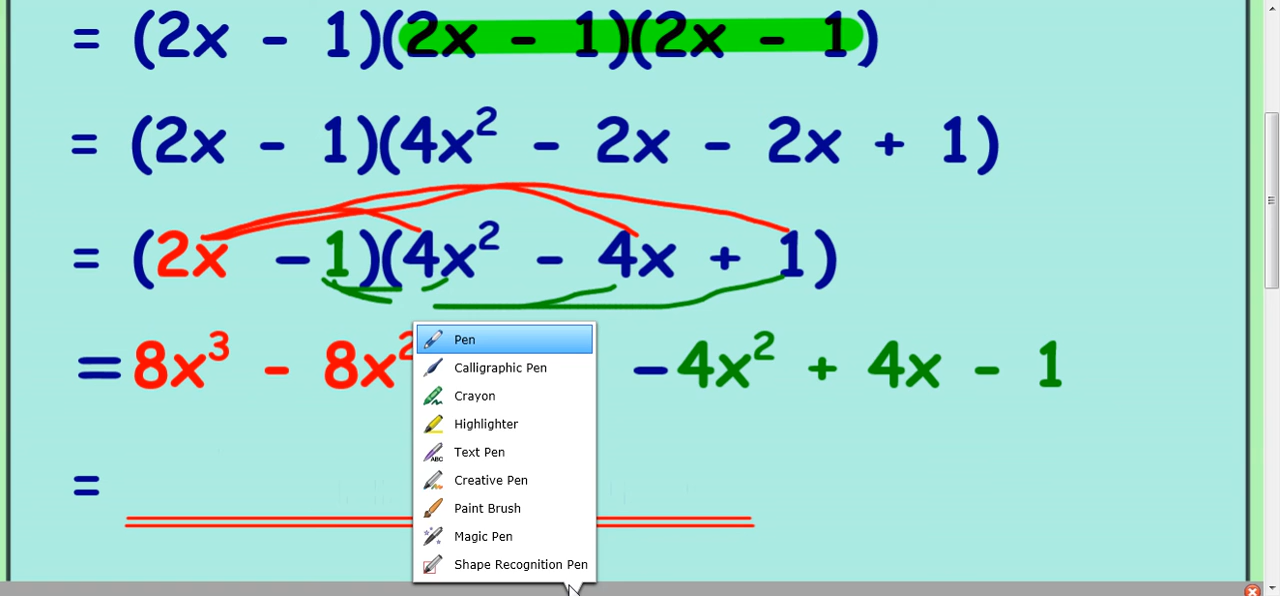 = (2x - 1)(2x - 1)(2x - 1)
= (2x - 1)(4x² - 2x - 2x + 1)
= (2x - 1)(4x² - 4x + 1)
= 8x³ - 8x² - 4x² + 4x - 1
=
Pen
Calligraphic Pen
Crayon
Highlighter
Text Pen
ABC
Creative Pen
Paint Brush
Magic Pen
Shape Recognition Pen